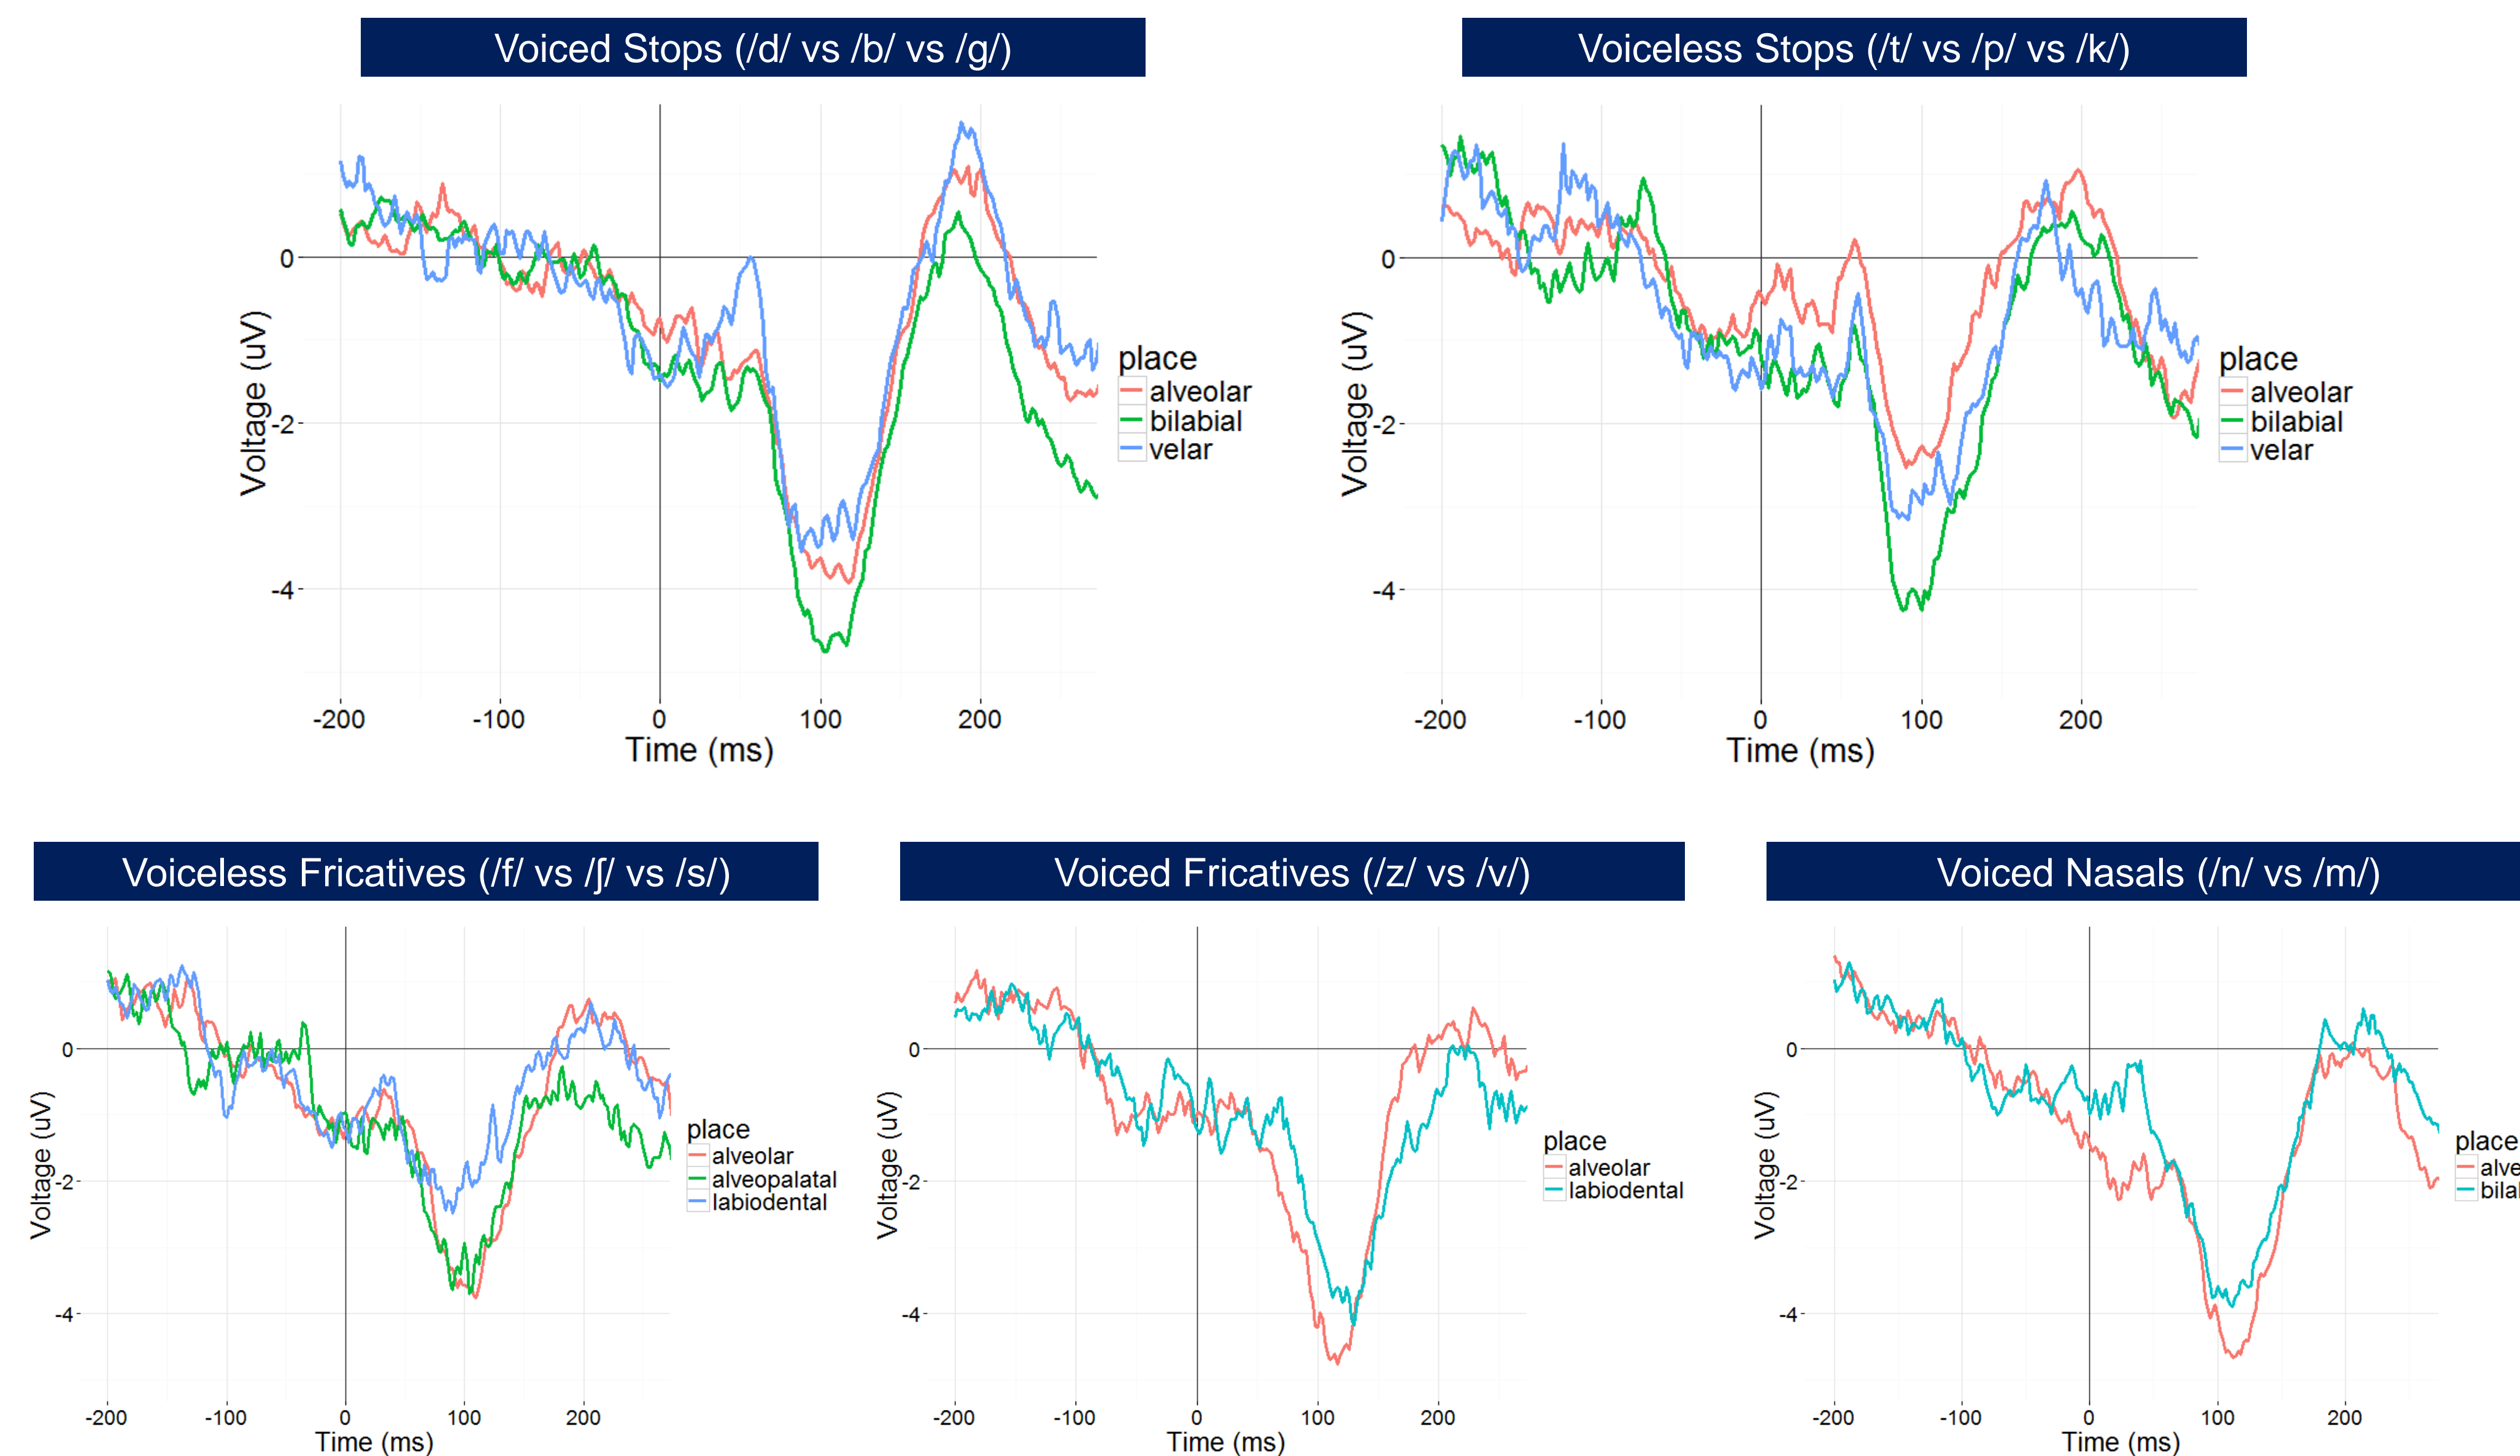 Voiced Stops (/d/ vs /b/ vs /g/)
Voltage (uV)
0
-2
-4
-200 -100 0 100 200
Time (ms)
place
alveolar
bilabial
velar
Voiceless Stops (/t/ vs /p/ vs /k/)
Voltage (uV)
0
-2
-4
-200 -100 0 100 200
Time (ms)
place
alveolar
bilabial
velar
Voiceless Fricatives (/f/ vs /ʃ/ vs /s/)
Voltage (uV)
0
-2
-4
-200 -100 0 100 200
Time (ms)
place
alveolar
alveopalatal
labiodental
Voiced Fricatives (/z/ vs /v/)
Voltage (uV)
0
-2
-4
-200 -100 0 100 200
Time (ms)
place
alveolar
labiodental
Voiced Nasals (/n/ vs /m/)
Voltage (uV)
0
-2
-4
-200 -100 0 100 200
Time (ms)
place